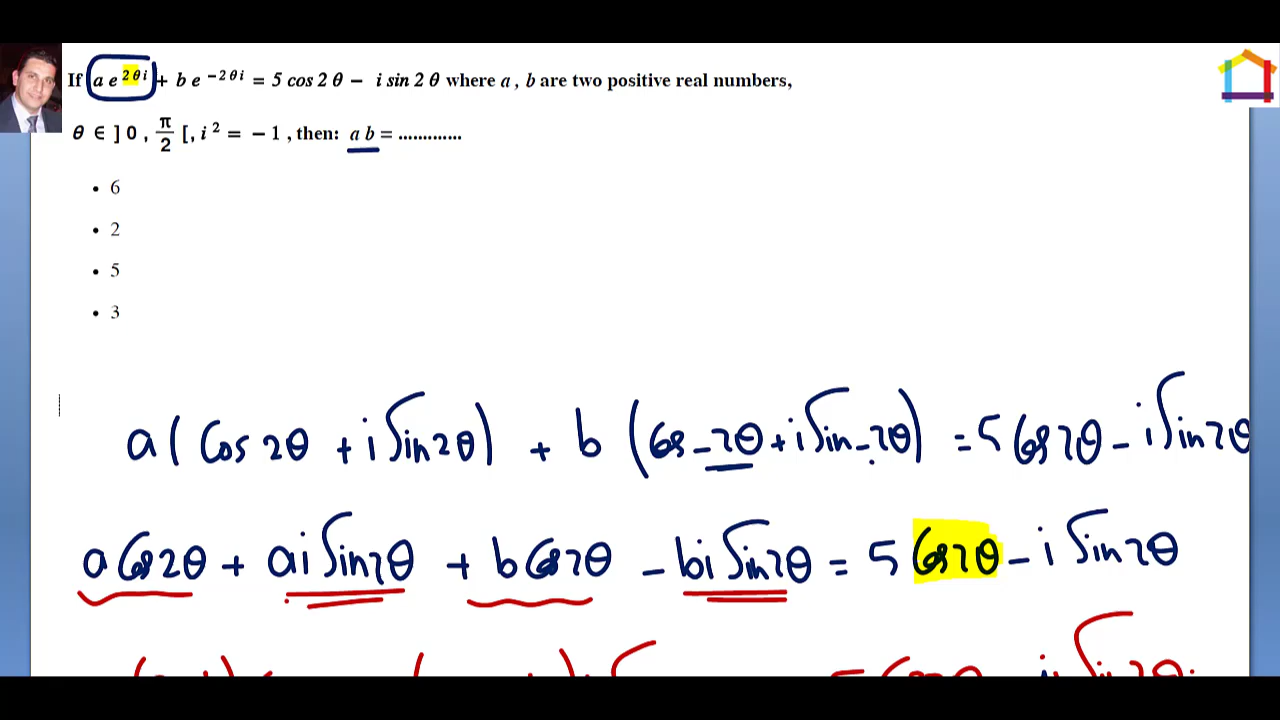 If a e^{2θi} + b e^{−2θi} = 5 cos 2θ − i sin 2θ where a , b are two positive real numbers,
θ ∈ ] 0 , π/2 [, i² = − 1 , then: a b = .............
• 6
• 2
• 5
• 3
a ( Cos 2θ + i Sin 2θ ) + b ( Cos −2θ + i Sin −2θ ) = 5 Cos 2θ − i Sin 2θ
a Cos 2θ + ai Sin 2θ + b Cos 2θ − bi Sin 2θ = 5 Cos 2θ − i Sin 2θ